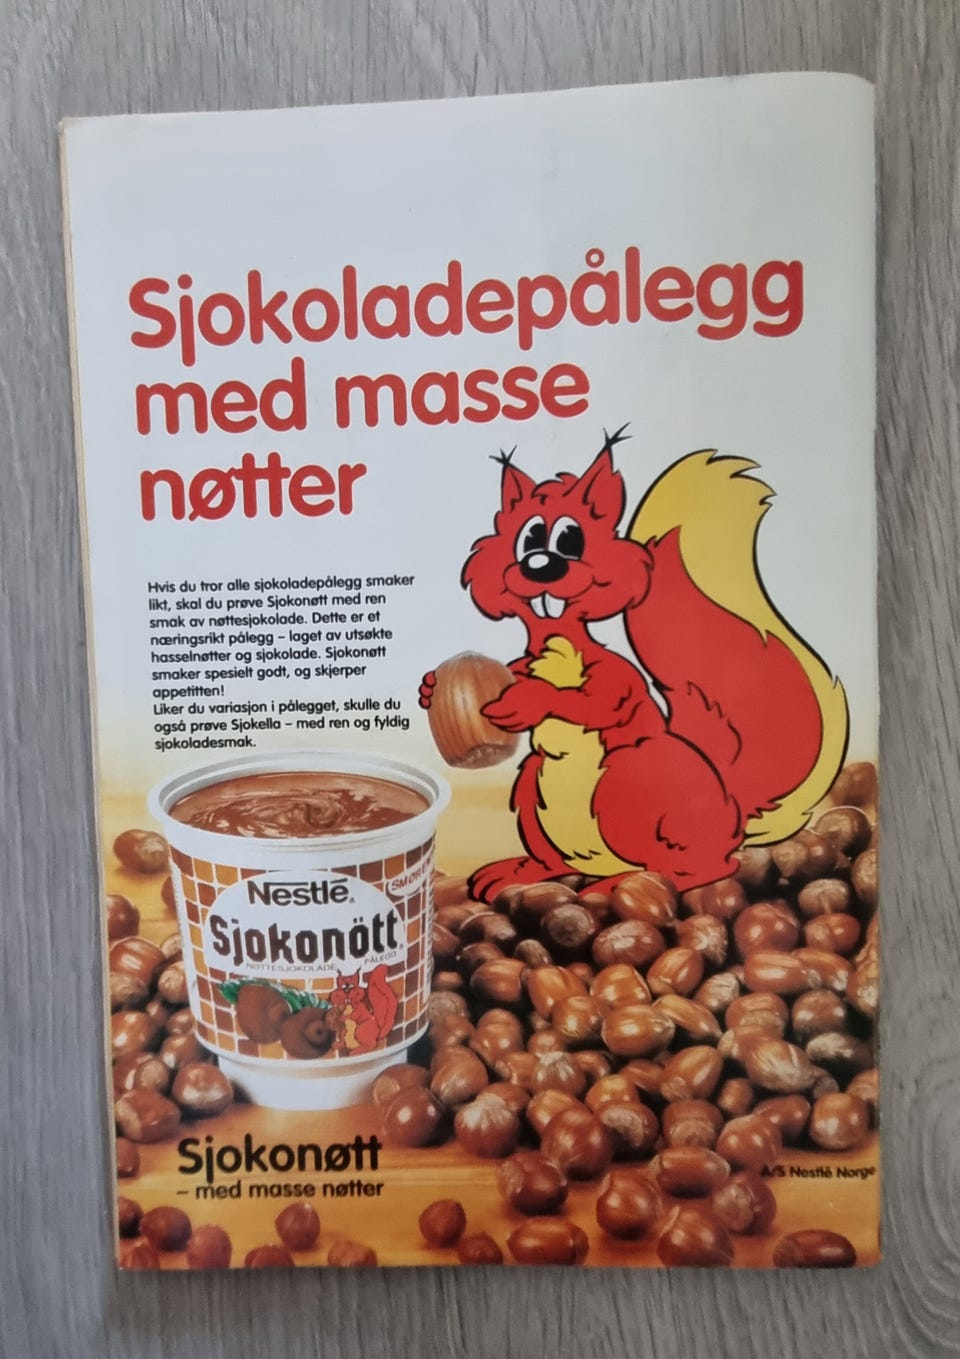 Sjokoladepålegg
med masse
nøtter
Hvis du tror alle sjokoladepålegg smaker
likt, skal du prøve Sjokonøtt med ren
smak av nøttesjokolade. Dette er et
næringsrikt pålegg – laget av utsøkte
hasselnøtter og sjokolade. Sjokonøtt
smaker spesielt godt, og skjerper
appetitten!
Liker du variasjon i pålegget, skulle du
også prøve Sjokella – med ren og fyldig
sjokoladesmak.
Nestlé
Sjokonött
NØTTESJOKOLADE PÅLEGG
Sjokonøtt
– med masse nøtter
A/S Nestlé Norge